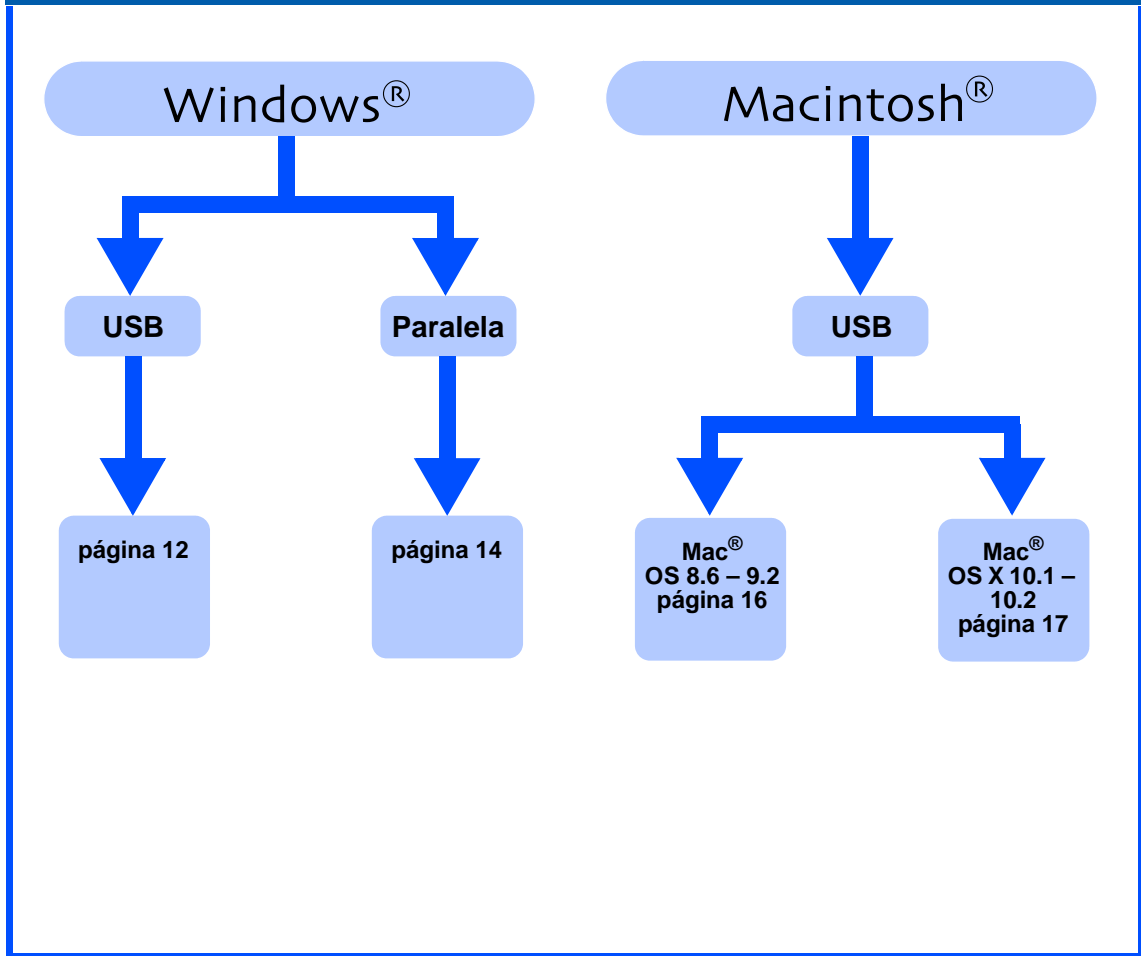 Windows®
Macintosh®
USB
Paralela
USB
página 12
página 14
Mac®
OS 8.6 – 9.2
página 16
Mac®
OS X 10.1 –
10.2
página 17